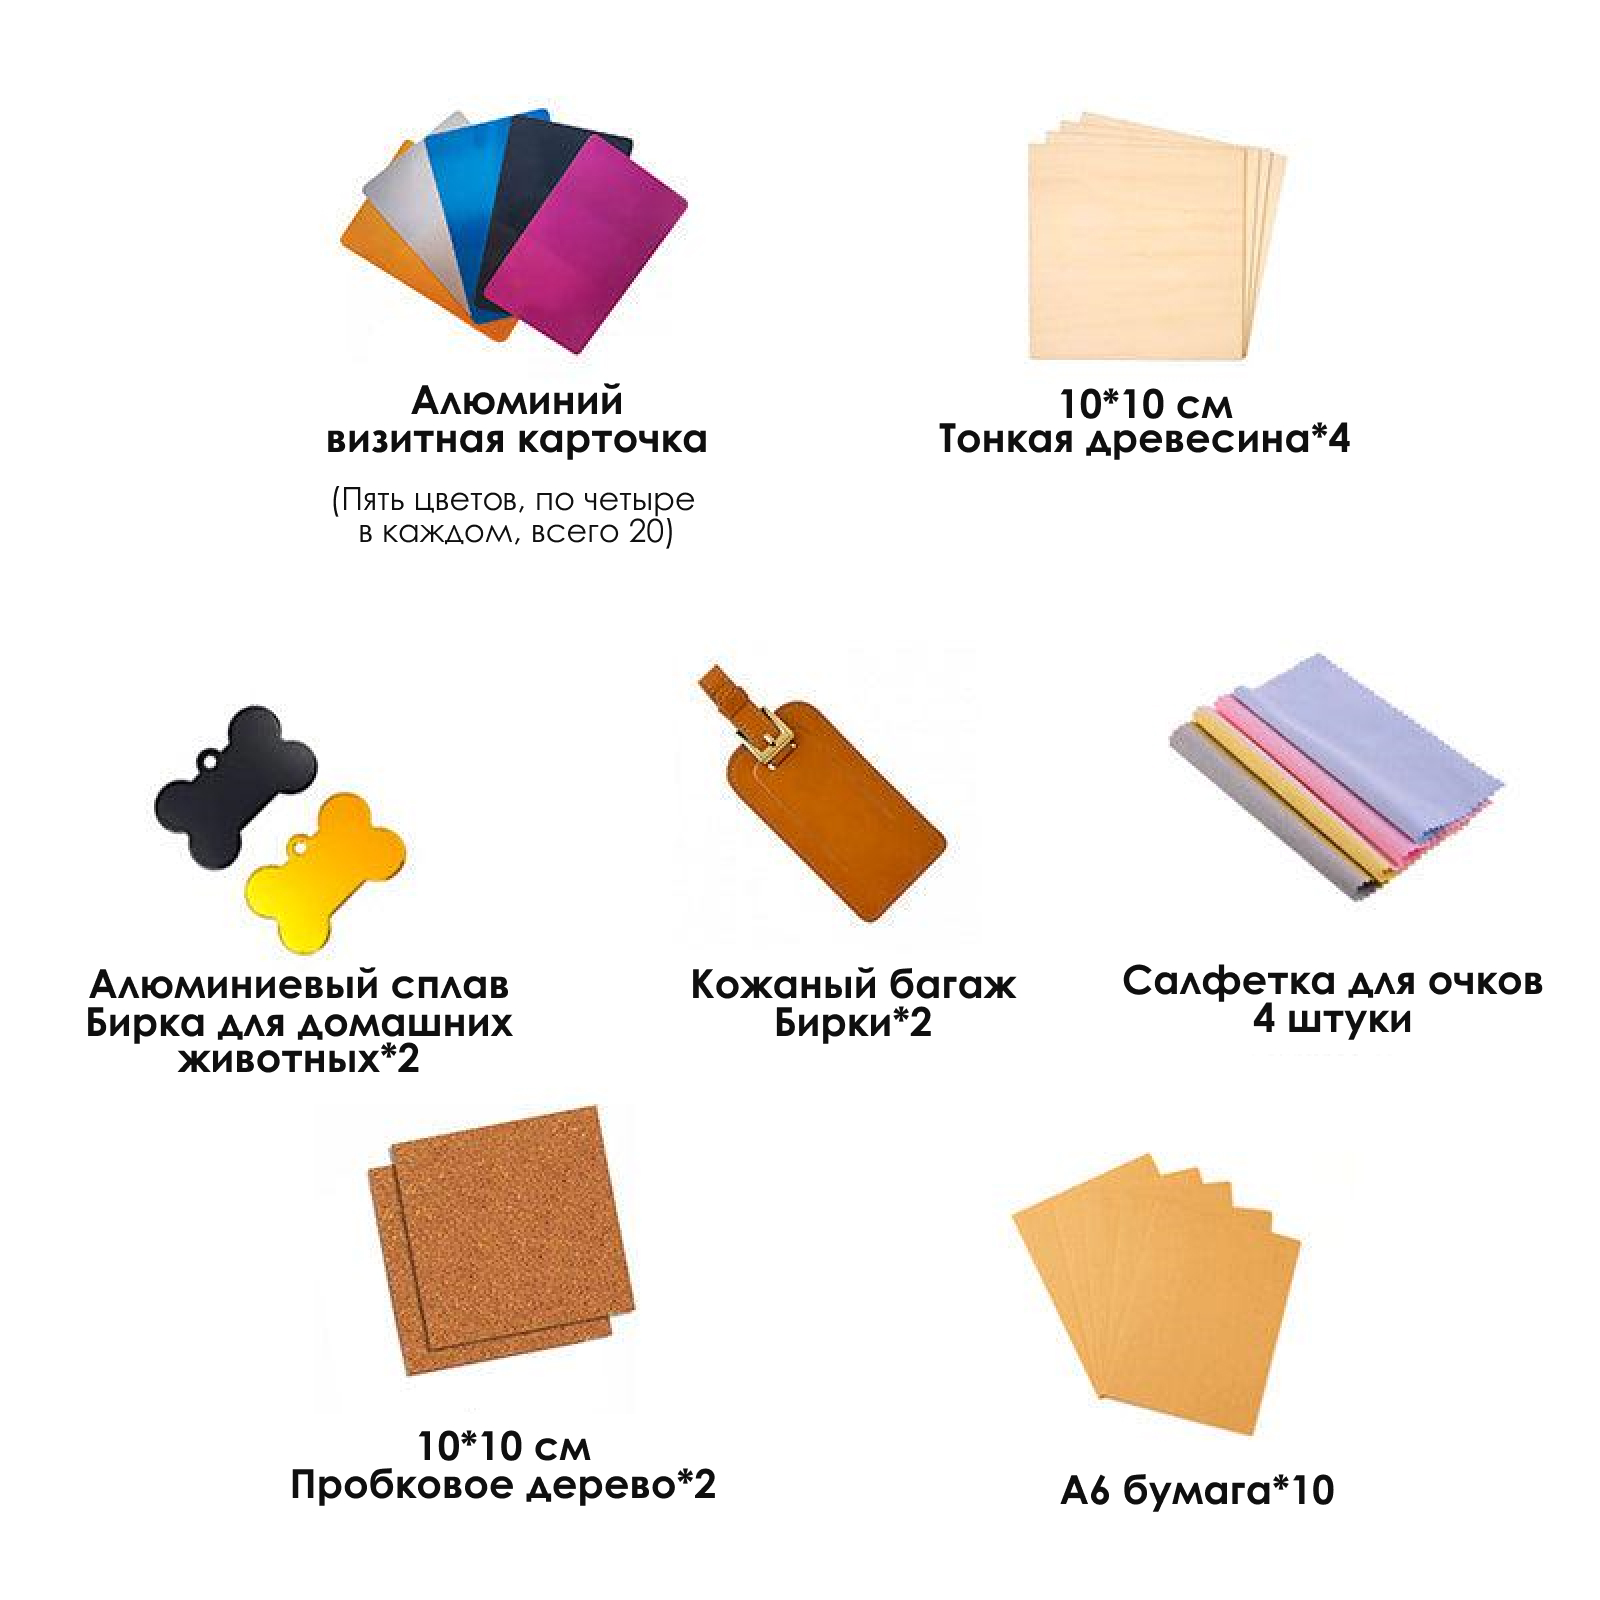 Алюминий
визитная карточка
(Пять цветов, по четыре
в каждом, всего 20)
10*10 см
Тонкая древесина*4
Алюминиевый сплав
Бирка для домашних
животных*2
Кожаный багаж
Бирки*2
Салфетка для очков
4 штуки
10*10 см
Пробковое дерево*2
А6 бумага*10